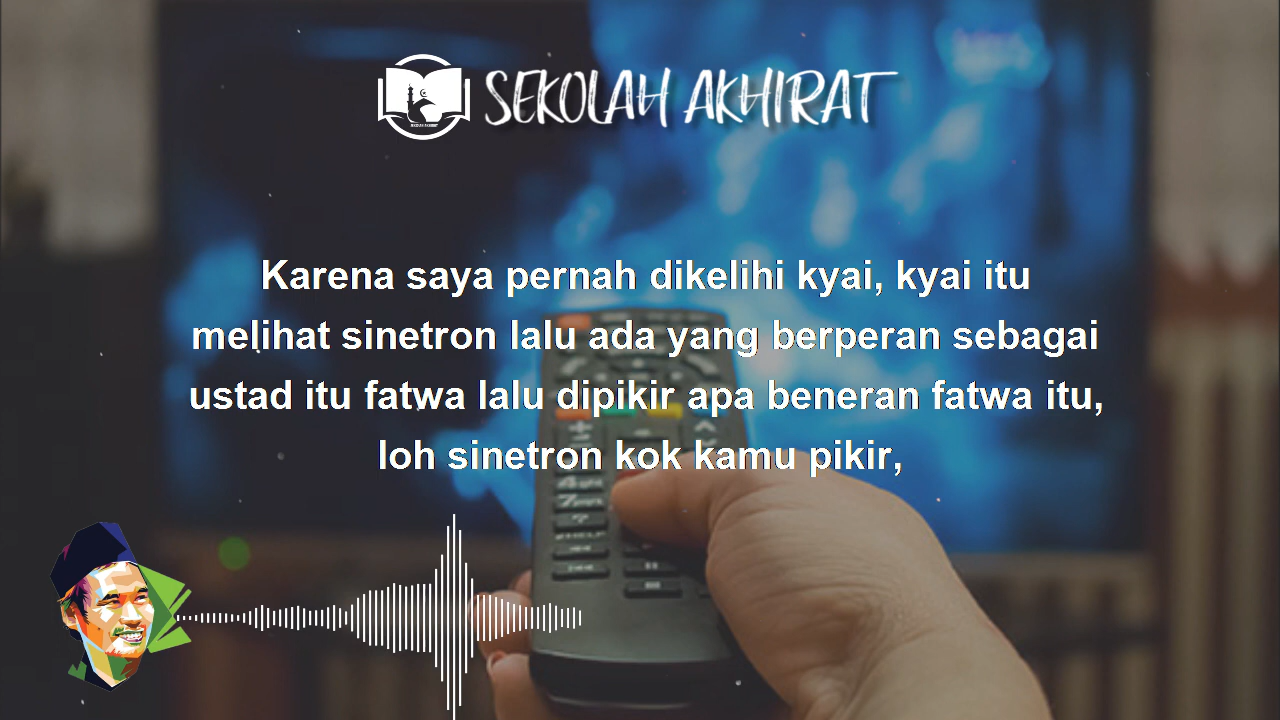 SEKOLAH AKHIRAT
Karena saya pernah dikelihi kyai, kyai itu
melihat sinetron lalu ada yang berperan sebagai
ustad itu fatwa lalu dipikir apa beneran fatwa itu,
loh sinetron kok kamu pikir,